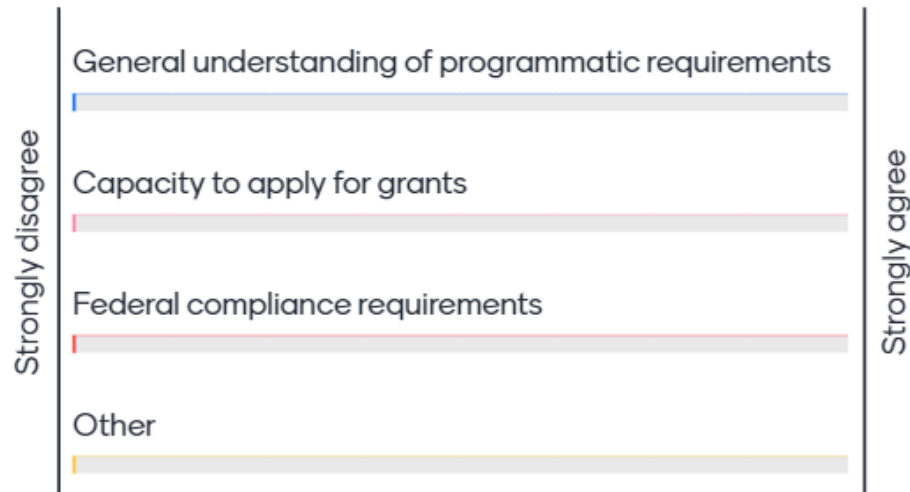 General understanding of programmatic requirements
Strongly disagree
Capacity to apply for grants
Strongly agree
Federal compliance requirements
Other